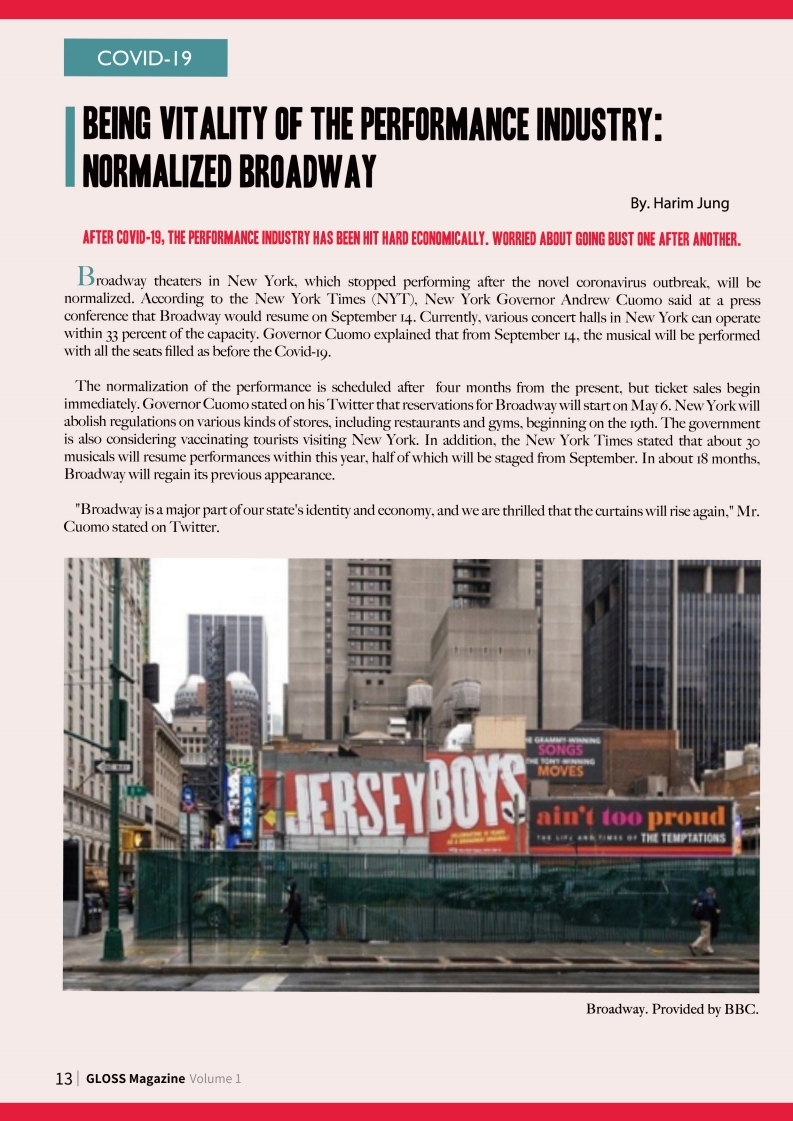 COVID-19
BEING VITALITY OF THE PERFORMANCE INDUSTRY:
NORMALIZED BROADWAY
By. Harim Jung
AFTER COVID-19, THE PERFORMANCE INDUSTRY HAS BEEN HIT HARD ECONOMICALLY. WORRIED ABOUT GOING BUST ONE AFTER ANOTHER.
Broadway theaters in New York, which stopped performing after the novel coronavirus outbreak, will be
normalized. According to the New York Times (NYT), New York Governor Andrew Cuomo said at a press
conference that Broadway would resume on September 14. Currently, various concert halls in New York can operate
within 33 percent of the capacity. Governor Cuomo explained that from September 14, the musical will be performed
with all the seats filled as before the Covid-19.
The normalization of the performance is scheduled after four months from the present, but ticket sales begin
immediately. Governor Cuomo stated on his Twitter that reservations for Broadway will start on May 6. New York will
abolish regulations on various kinds of stores, including restaurants and gyms, beginning on the 19th. The government
is also considering vaccinating tourists visiting New York. In addition, the New York Times stated that about 30
musicals will resume performances within this year, half of which will be staged from September. In about 18 months,
Broadway will regain its previous appearance.
"Broadway is a major part of our state's identity and economy, and we are thrilled that the curtains will rise again," Mr.
Cuomo stated on Twitter.
GRAMMY-WINNING
SONGS
THE TONY-WINNING
MOVES
JERSEY BOYS
ain't too proud
THE LIFE AND TIMES OF THE TEMPTATIONS
PARK
ONE WAY
Broadway. Provided by BBC.
13 | GLOSS Magazine Volume 1